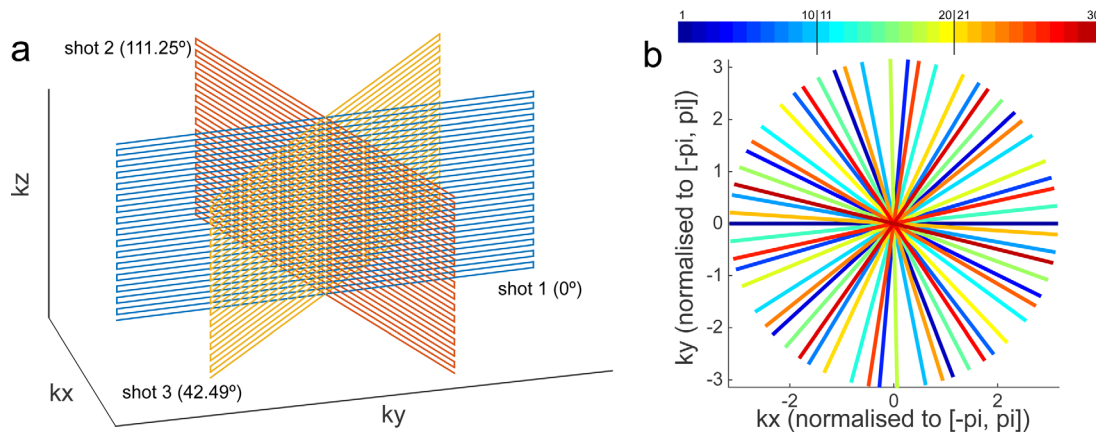 a
shot 2 (111.25º)
kz
shot 1 (0º)
kx
shot 3 (42.49º)
ky
b
1 10 11 20 21 30
ky (normalised to [-pi, pi])
3
2
1
0
-1
-2
-3
-2 0 2
kx (normalised to [-pi, pi])